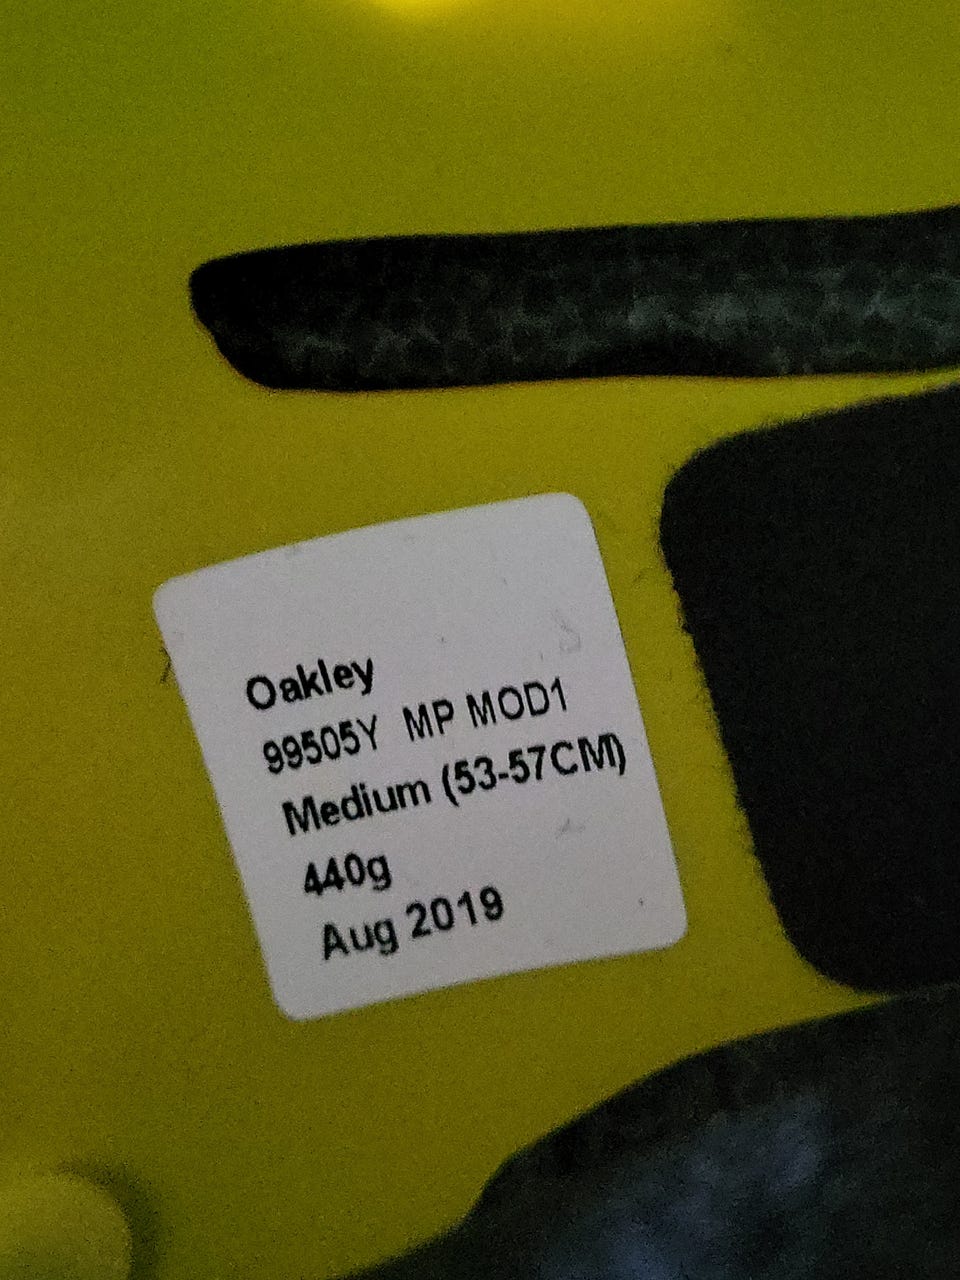 Oakley
99505Y MP MOD1
Medium (53-57CM)
440g
Aug 2019